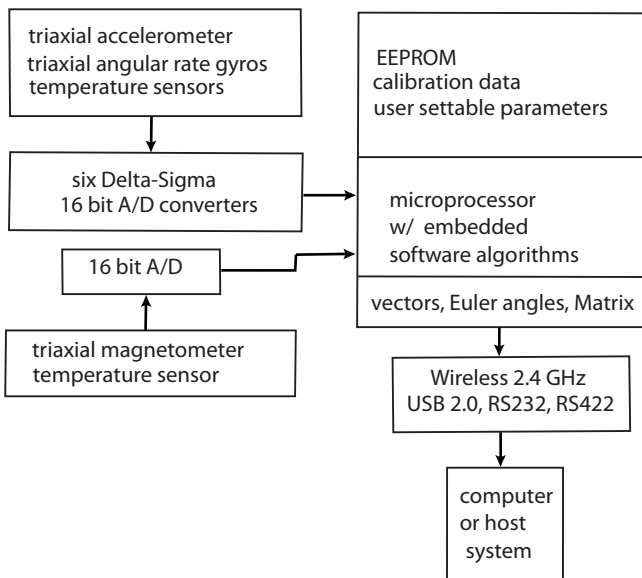 triaxial accelerometer
triaxial angular rate gyros
temperature sensors
six Delta-Sigma
16 bit A/D converters
16 bit A/D
triaxial magnetometer
temperature sensor
EEPROM
calibration data
user settable parameters
microprocessor
w/ embedded
software algorithms
vectors, Euler angles, Matrix
Wireless 2.4 GHz
USB 2.0, RS232, RS422
computer
or host
system